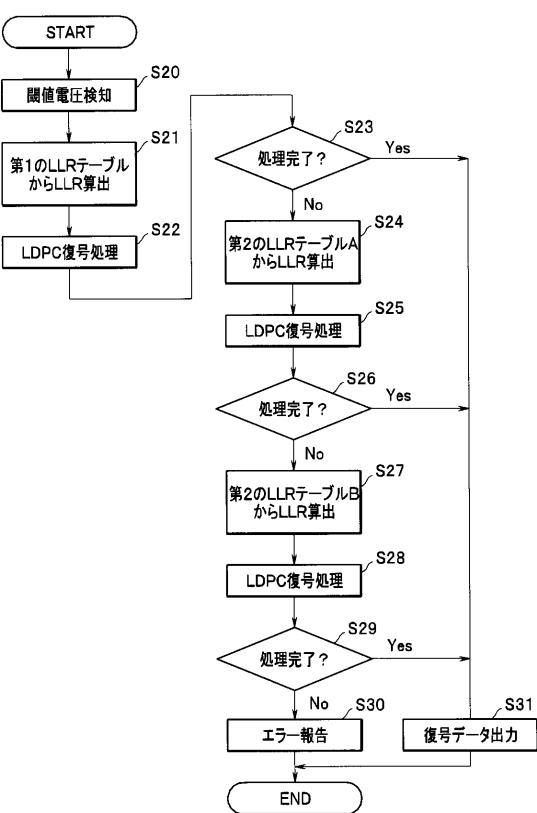 START
S20
閾値電圧検知
S21
第1のLLRテーブル
からLLR算出
S22
LDPC復号処理
S23
処理完了?
Yes
No
S24
第2のLLRテーブルA
からLLR算出
S25
LDPC復号処理
S26
処理完了?
Yes
No
S27
第2のLLRテーブルB
からLLR算出
S28
LDPC復号処理
S29
処理完了?
Yes
No
S30
エラー報告
S31
復号データ出力
END